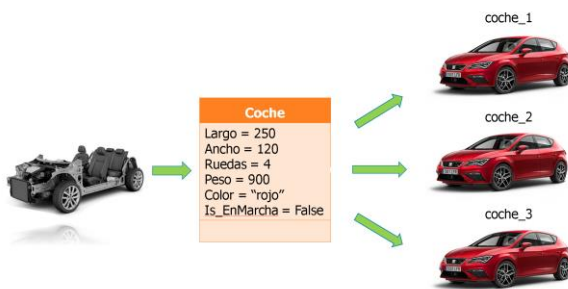 coche_1
Coche
Largo = 250
Ancho = 120
Ruedas = 4
Peso = 900
Color = “rojo”
Is_EnMarcha = False
coche_2
coche_3